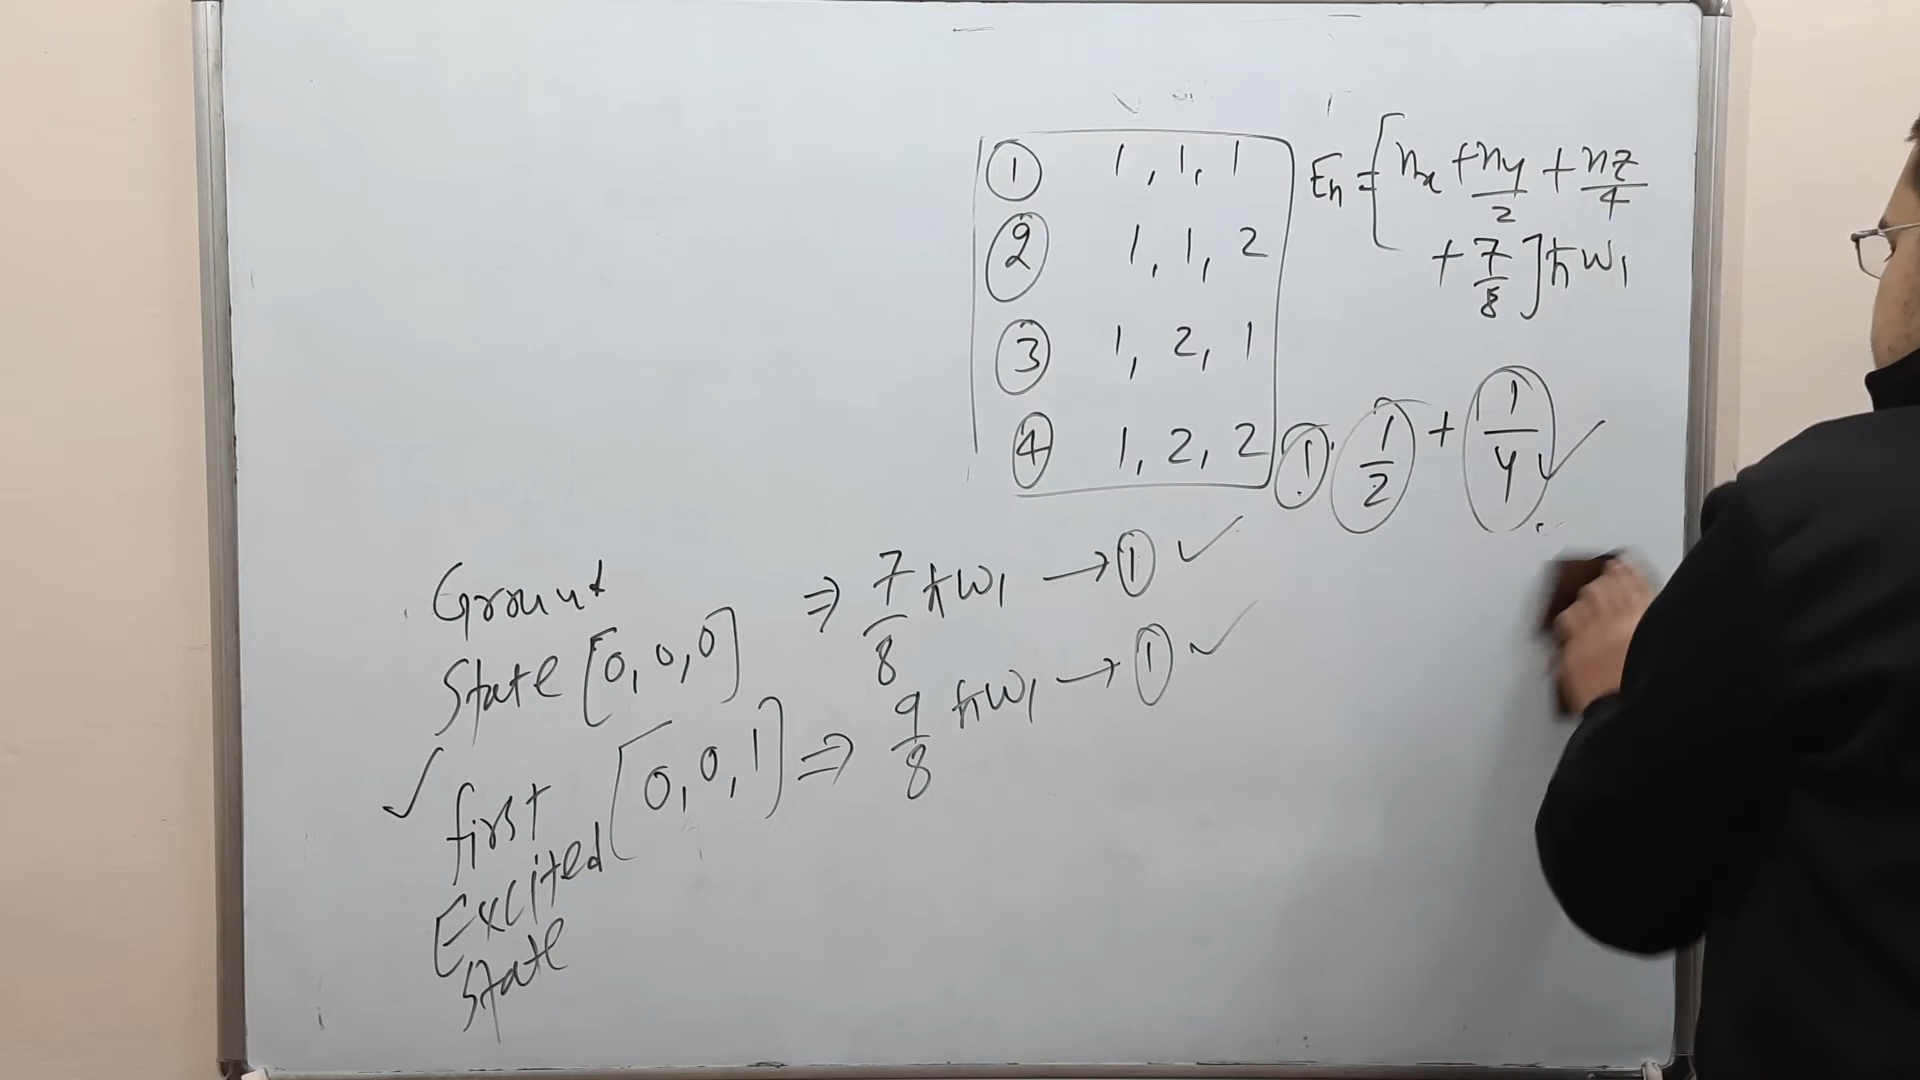 ① 1, 1, 1
② 1, 1, 2
③ 1, 2, 1
④ 1, 2, 2
En = [nx + ny/2 + nz/4
+ 7/8] ħω1
① 1/2 + 1/4 ✓
Ground
State [0, 0, 0] ⇒ 7/8 ħω1 → ① ✓
✓ first
Excited [0, 0, 1] ⇒ 9/8 ħω1 → ① ✓
State